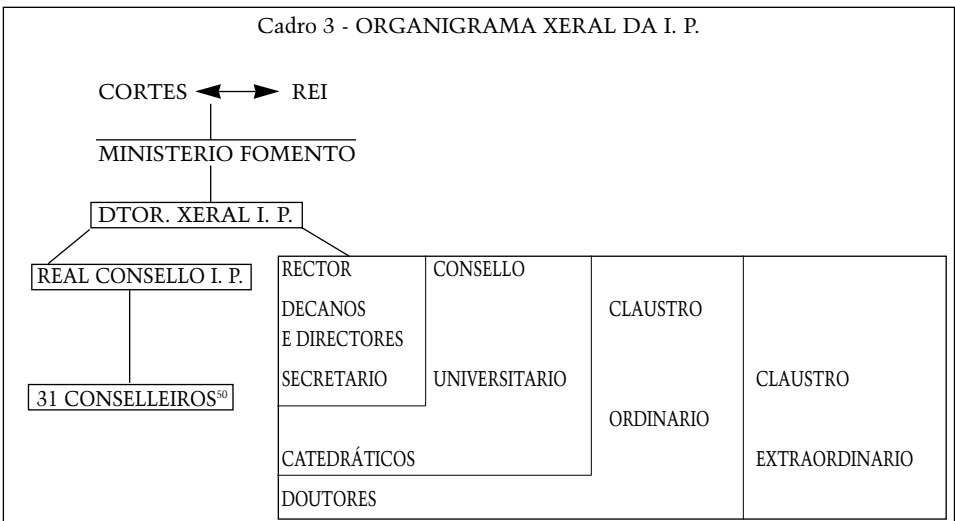 Cadro 3 - ORGANIGRAMA XERAL DA I. P.
CORTES REI
MINISTERIO FOMENTO
DTOR. XERAL I. P.
REAL CONSELLO I. P.
31 CONSELLEIROS⁵⁰
RECTOR CONSELLO
DECANOS CLAUSTRO
E DIRECTORES
SECRETARIO UNIVERSITARIO CLAUSTRO
ORDINARIO
CATEDRÁTICOS EXTRAORDINARIO
DOUTORES